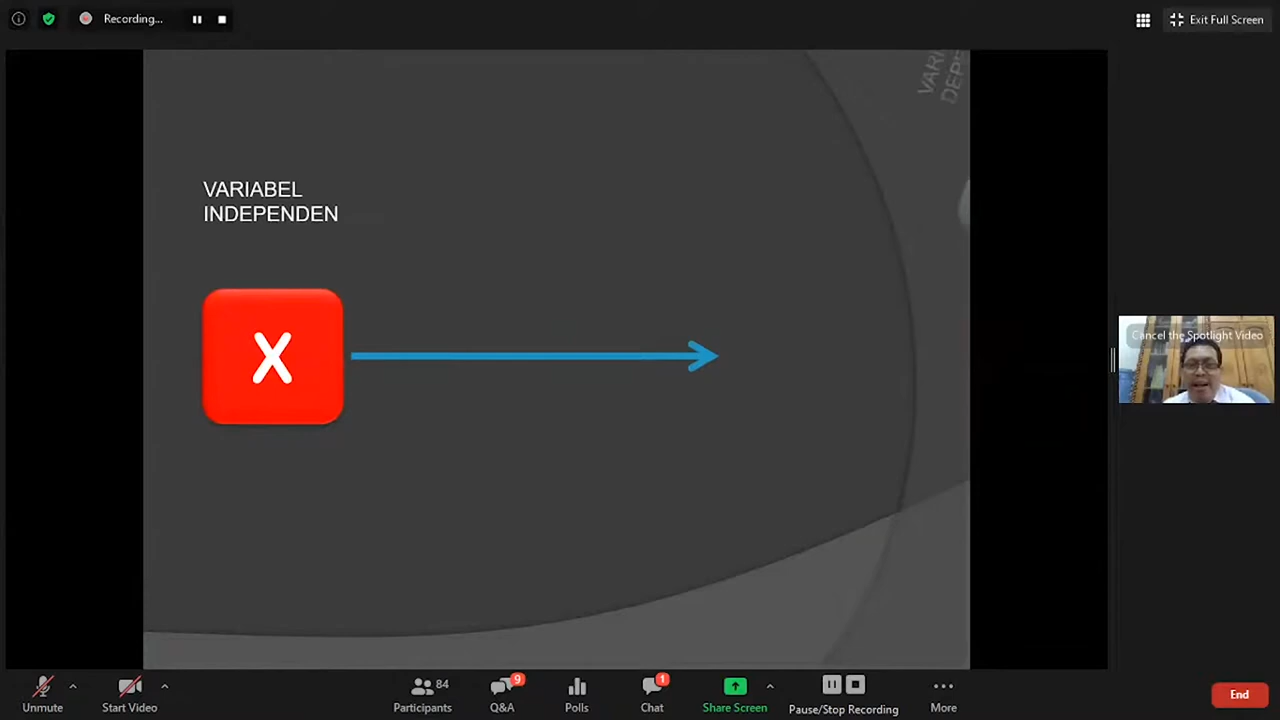 Recording...
Exit Full Screen
VARIABEL
INDEPENDEN
X
Cancel the Spotlight Video
Unmute
Start Video
84
Participants
9
Q&A
Polls
1
Chat
Share Screen
Pause/Stop Recording
More
End